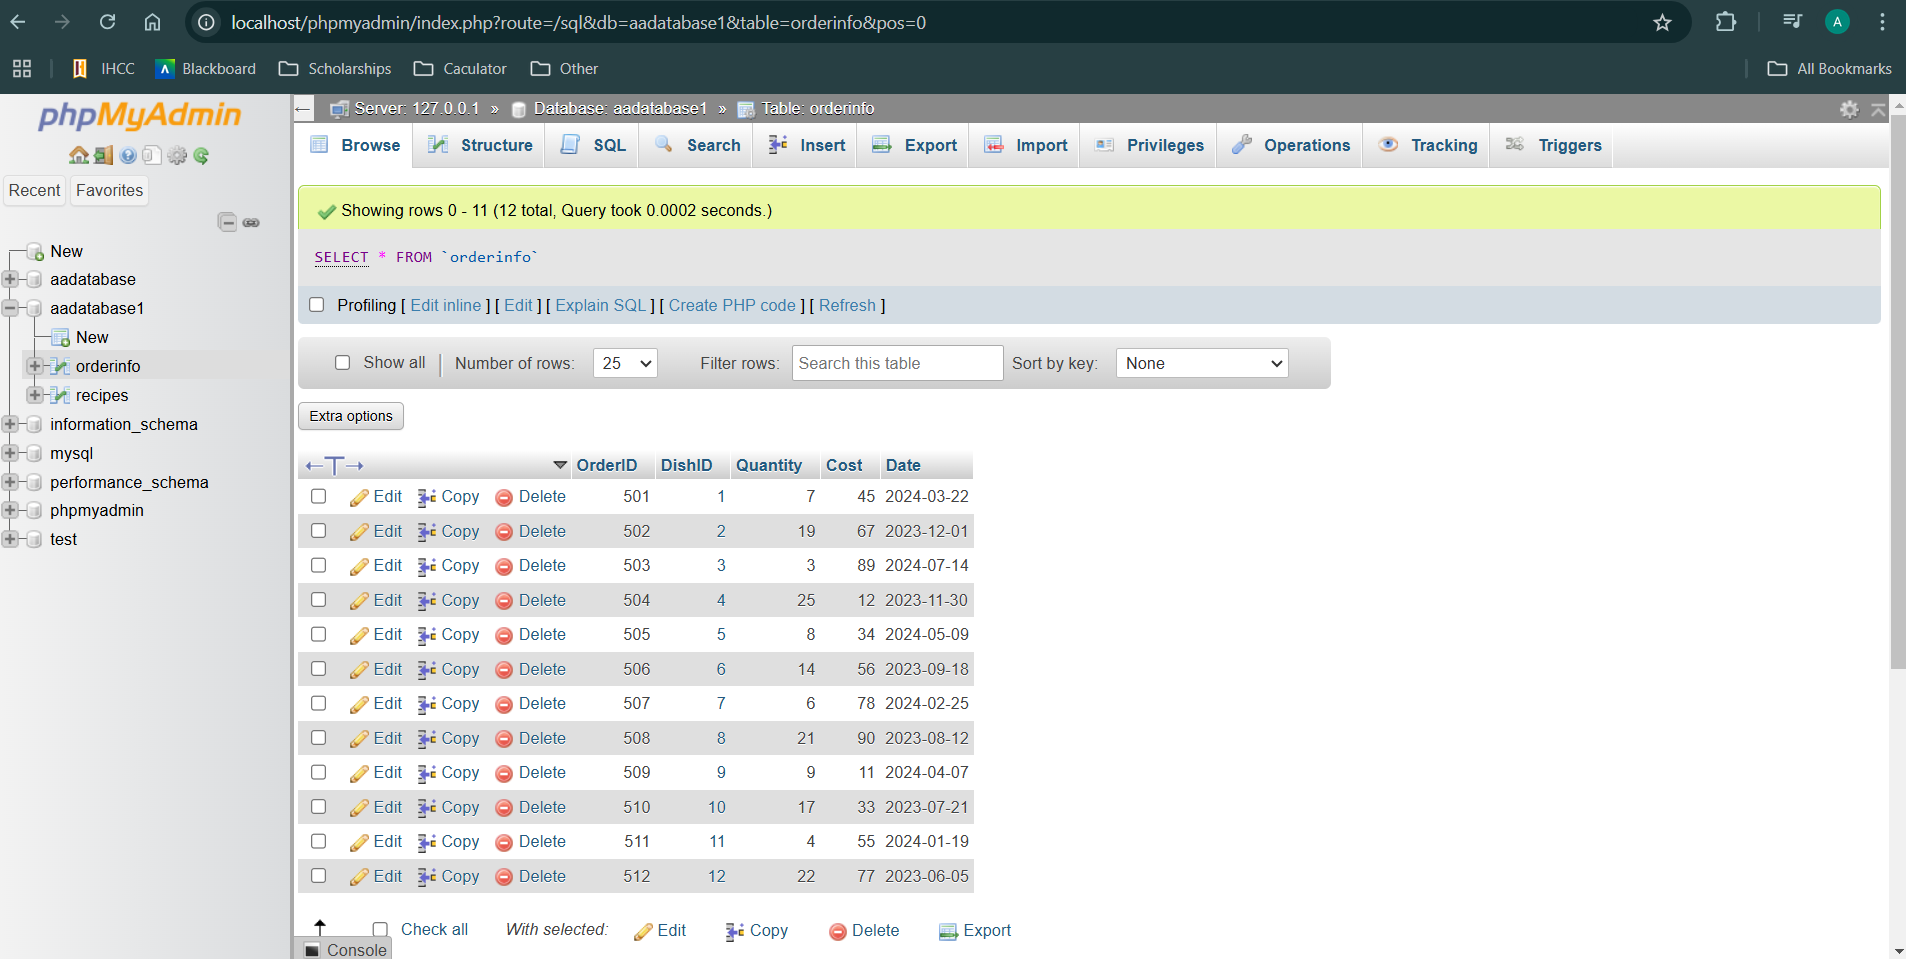 localhost/phpmyadmin/index.php?route=/sql&db=aadatabase1&table=orderinfo&pos=0
A
IHCC
Blackboard
Scholarships
Caculator
Other
All Bookmarks
phpMyAdmin
Recent
Favorites
New
aadatabase
aadatabase1
New
orderinfo
recipes
information_schema
mysql
performance_schema
phpmyadmin
test
Server: 127.0.0.1 » Database: aadatabase1 » Table: orderinfo
Browse Structure SQL Search Insert Export Import Privileges Operations Tracking Triggers
Showing rows 0 - 11 (12 total, Query took 0.0002 seconds.)
SELECT * FROM `orderinfo`
Profiling [ Edit inline ] [ Edit ] [ Explain SQL ] [ Create PHP code ] [ Refresh ]
Show all | Number of rows: 25 Filter rows: Search this table Sort by key: None
Extra options
←T→ OrderID DishID Quantity Cost Date
Edit Copy Delete 501 1 7 45 2024-03-22
Edit Copy Delete 502 2 19 67 2023-12-01
Edit Copy Delete 503 3 3 89 2024-07-14
Edit Copy Delete 504 4 25 12 2023-11-30
Edit Copy Delete 505 5 8 34 2024-05-09
Edit Copy Delete 506 6 14 56 2023-09-18
Edit Copy Delete 507 7 6 78 2024-02-25
Edit Copy Delete 508 8 21 90 2023-08-12
Edit Copy Delete 509 9 9 11 2024-04-07
Edit Copy Delete 510 10 17 33 2023-07-21
Edit Copy Delete 511 11 4 55 2024-01-19
Edit Copy Delete 512 12 22 77 2023-06-05
Check all With selected: Edit Copy Delete Export
Console